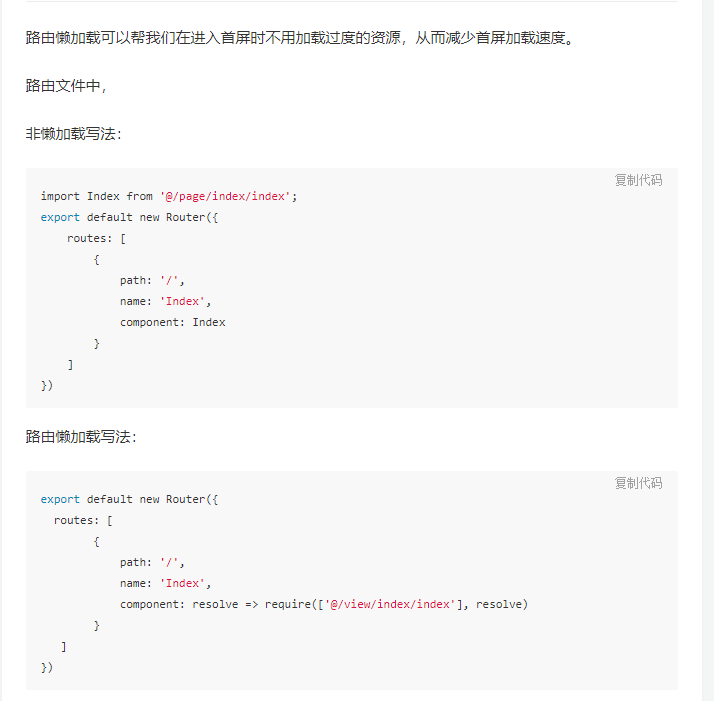 路由懒加载可以帮我们在进入首屏时不用加载过度的资源，从而减少首屏加载速度。
路由文件中，
非懒加载写法：
复制代码
import Index from '@/page/index/index';
export default new Router({
    routes: [
        {
            path: '/',
            name: 'Index',
            component: Index
        }
    ]
})
路由懒加载写法：
复制代码
export default new Router({
  routes: [
        {
            path: '/',
            name: 'Index',
            component: resolve => require(['@/view/index/index'], resolve)
        }
   ]
})